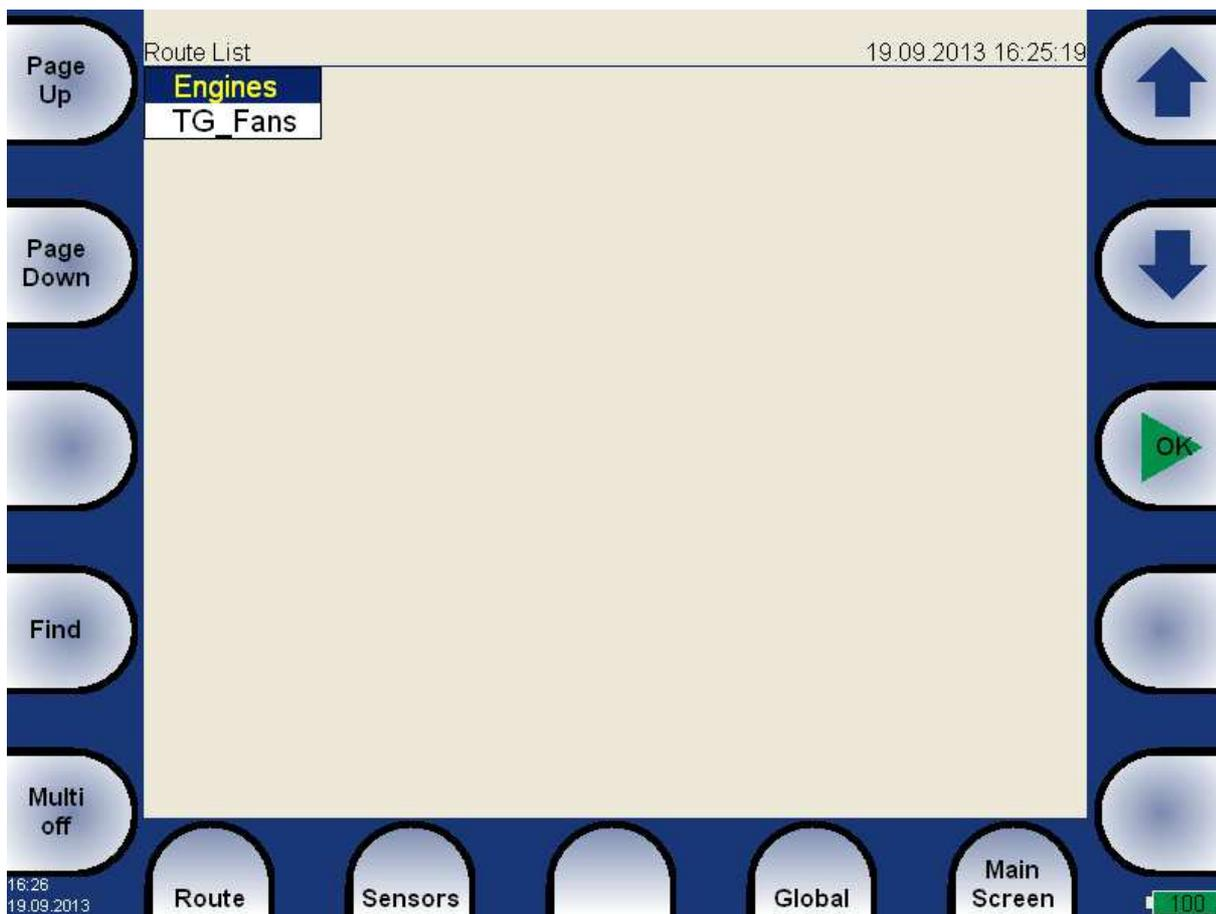 Route List 19.09.2013 16:25:19
Engines
TG_Fans
Page
Up
Page
Down
Find
Multi
off
OK
16:26
19.09.2013
Route
Sensors
Global
Main
Screen
100